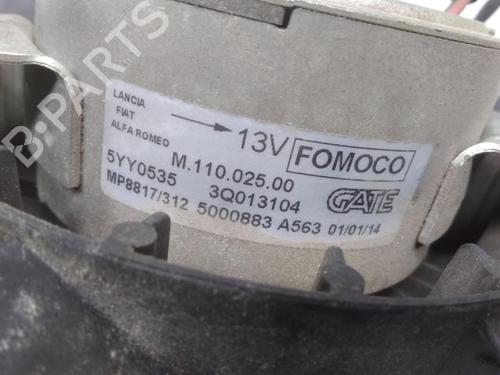 B-PARTS
LANCIA
FIAT
ALFA ROMEO
13V FOMOCO
M.110.025.00
5YY0535 3Q013104 GATE
MP8817/312 5000883 A563 01/01/14